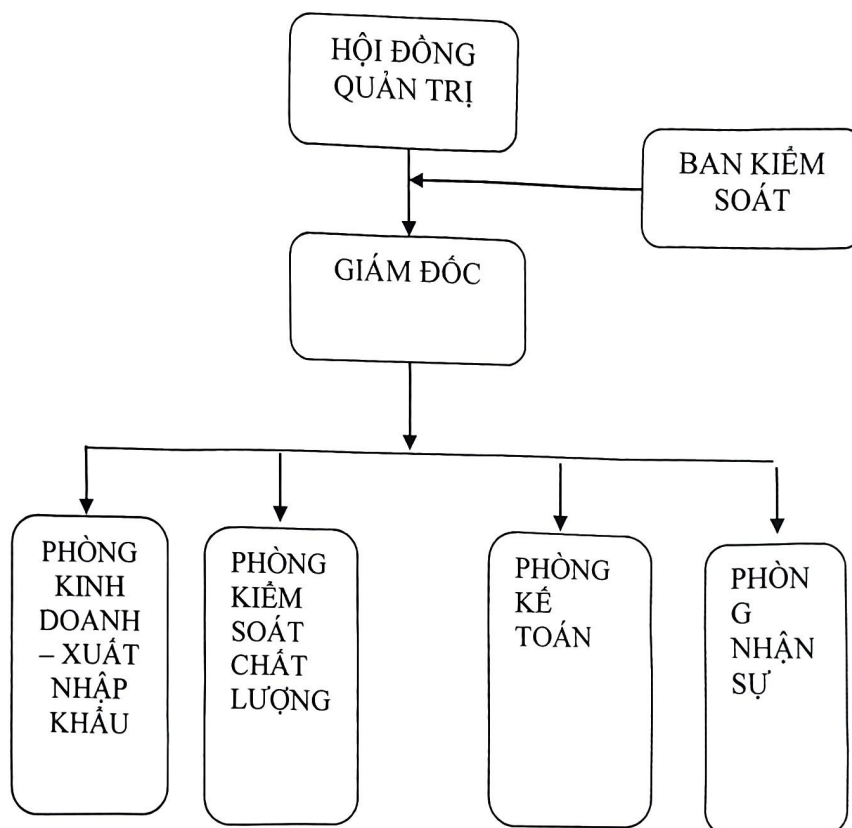 HỘI ĐỒNG
QUẢN TRỊ
BAN KIỂM
SOÁT
GIÁM ĐỐC
PHÒNG
KINH
DOANH
– XUẤT
NHẬP
KHẨU
PHÒNG
KIỂM
SOÁT
CHẤT
LƯỢNG
PHÒNG
KẾ
TOÁN
PHÒN
G
NHẬN
SỰ